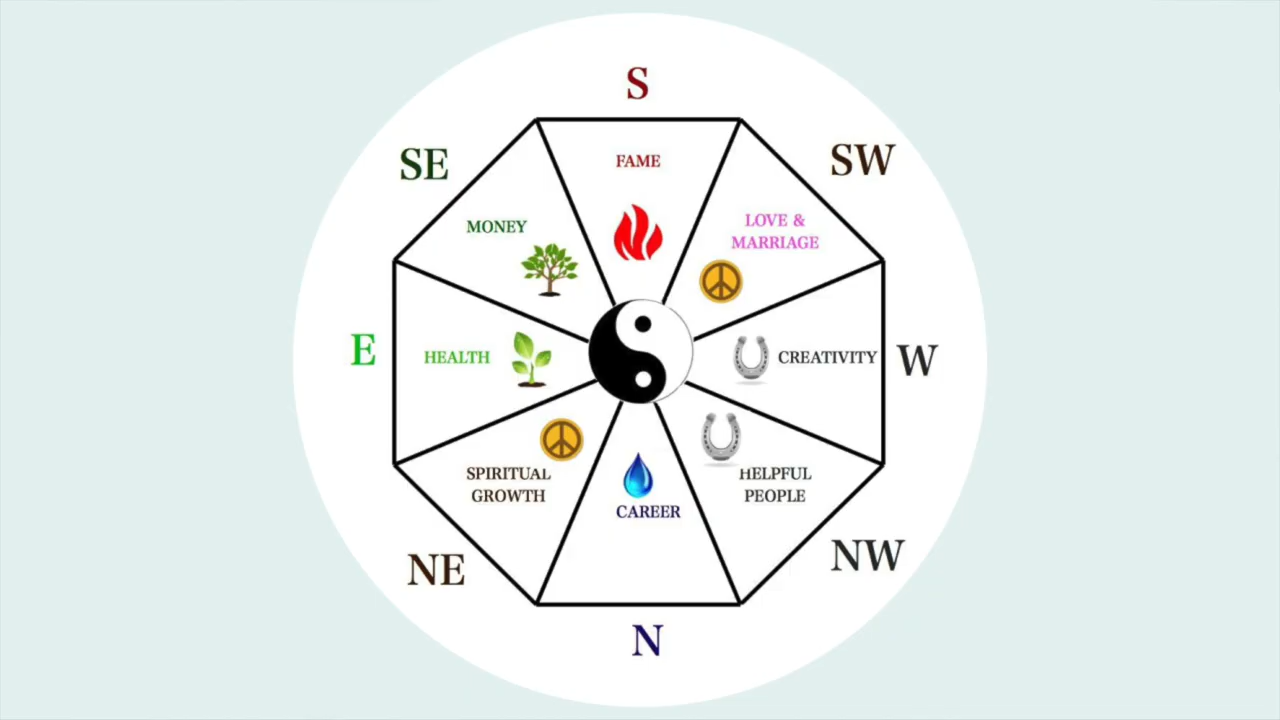 S
SE
SW
FAME
MONEY
LOVE &
MARRIAGE
E
HEALTH
CREATIVITY
W
SPIRITUAL
GROWTH
HELPFUL
PEOPLE
CAREER
NE
NW
N